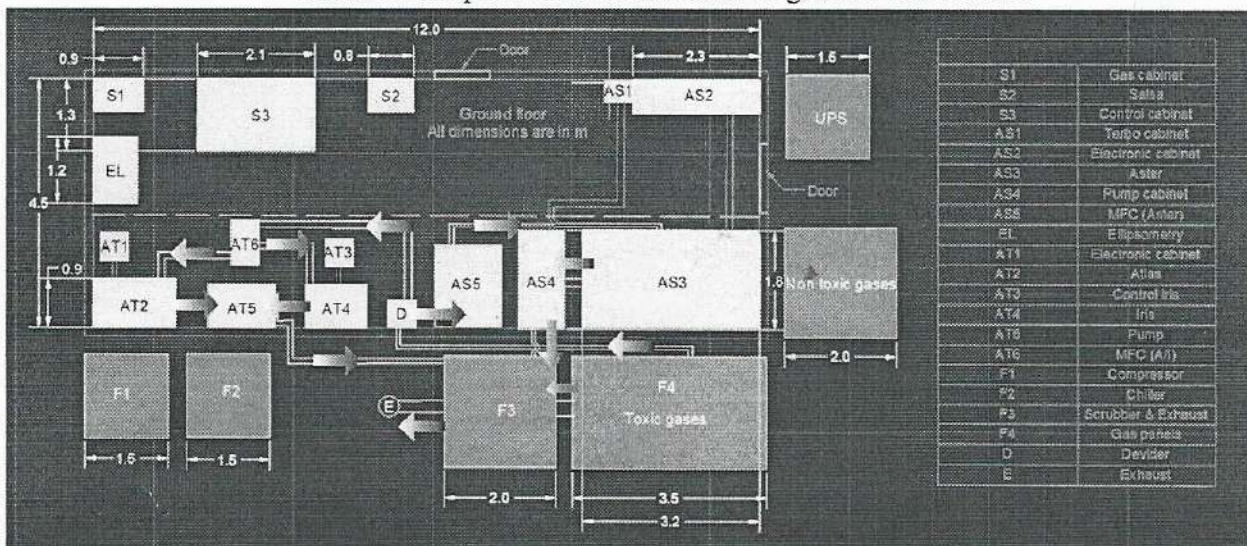 12.0
0.9
2.1
0.8
Door
2.3
1.5
S1
S3
S2
AS1
AS2
UPS
Ground floor
All dimensions are in m
1.3
EL
1.2
4.5
Door
AT1
AT6
AT3
AS5
AS4
AS3
1.8
Non toxic gases
0.9
AT2
AT5
AT4
D
2.0
F1
F2
E
F3
F4
Toxic gases
1.5
1.5
2.0
3.5
3.2
S1 Gas cabinet
S2 Salsa
S3 Control cabinet
AS1 Terbo cabinet
AS2 Electronic cabinet
AS3 Aster
AS4 Pump cabinet
AS5 MFC (Aster)
EL Ellipsometry
AT1 Electronic cabinet
AT2 Atlas
AT3 Control Iris
AT4 Iris
AT5 Pump
AT6 MFC (A/I)
F1 Compressor
F2 Chiller
F3 Scrubber & Exhaust
F4 Gas panels
D Devider
E Exhaust